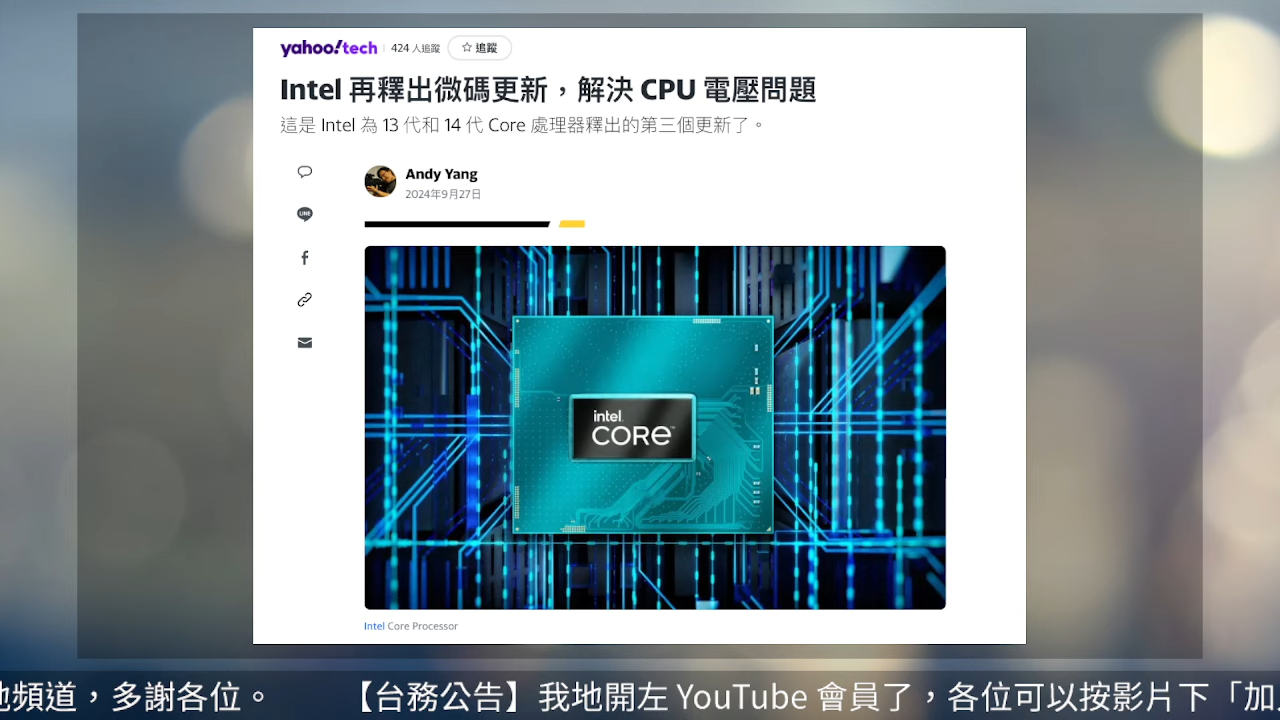 yahoo!tech 424 人追蹤 ☆ 追蹤
Intel 再釋出微碼更新，解決 CPU 電壓問題
這是 Intel 為 13 代和 14 代 Core 處理器釋出的第三個更新了。
Andy Yang
2024年9月27日
LINE
intel.
CORE™
Intel Core Processor
地頻道，多謝各位。 【台務公告】我地開左 YouTube 會員了，各位可以按影片下「加